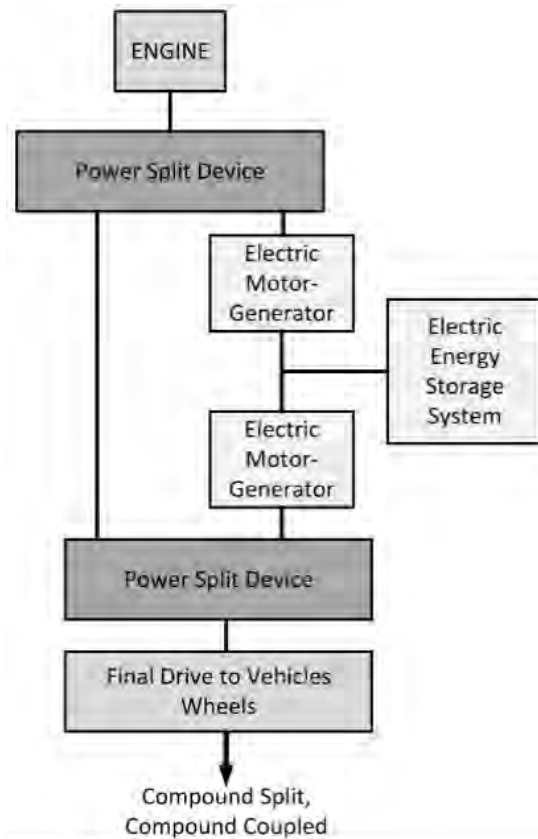 ENGINE
Power Split Device
Electric
Motor-
Generator
Electric
Energy
Storage
System
Electric
Motor-
Generator
Power Split Device
Final Drive to Vehicles
Wheels
Compound Split,
Compound Coupled